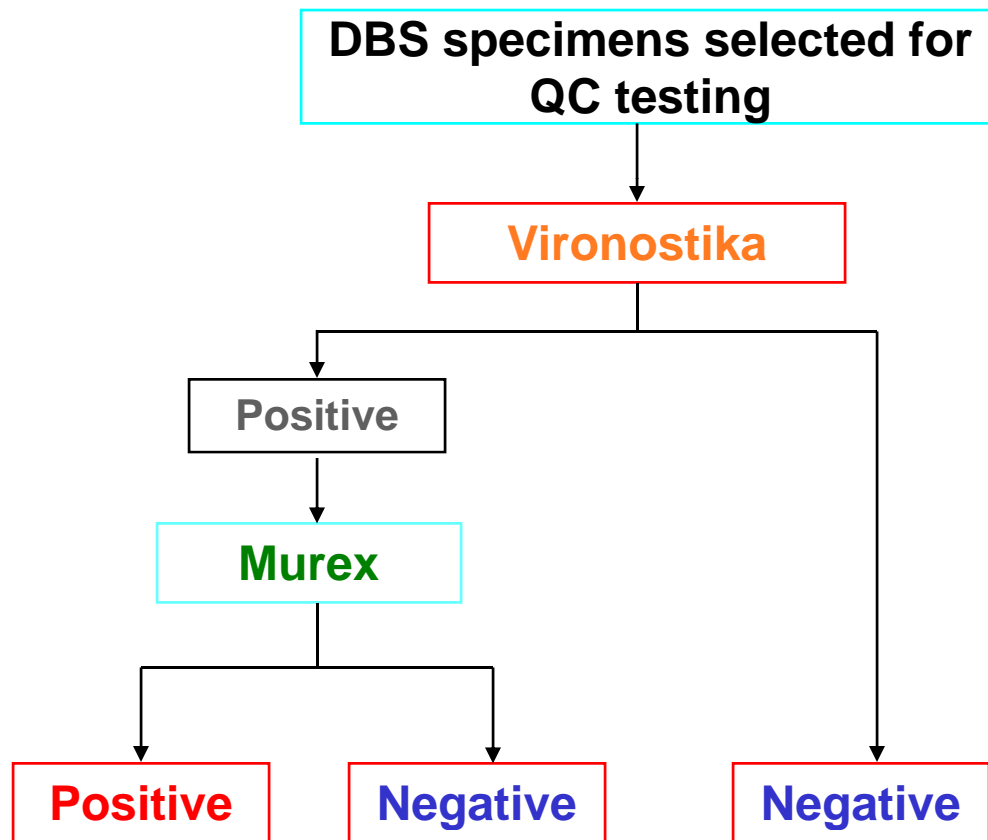 DBS specimens selected for
QC testing
Vironostika
Positive
Murex
Positive
Negative
Negative